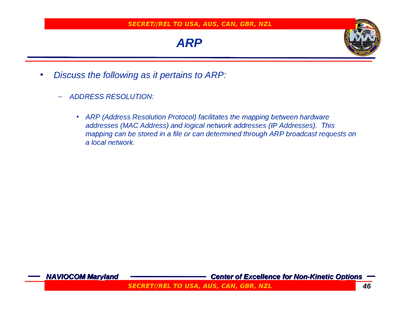 SECRET//REL TO USA, AUS, CAN, GBR, NZL
ARP
• Discuss the following as it pertains to ARP:
– ADDRESS RESOLUTION:
• ARP (Address Resolution Protocol) facilitates the mapping between hardware
addresses (MAC Address) and logical network addresses (IP Addresses). This
mapping can be stored in a file or can determined through ARP broadcast requests on
a local network.
NAVIOCOM Maryland
Center of Excellence for Non-Kinetic Options
SECRET//REL TO USA, AUS, CAN, GBR, NZL
46